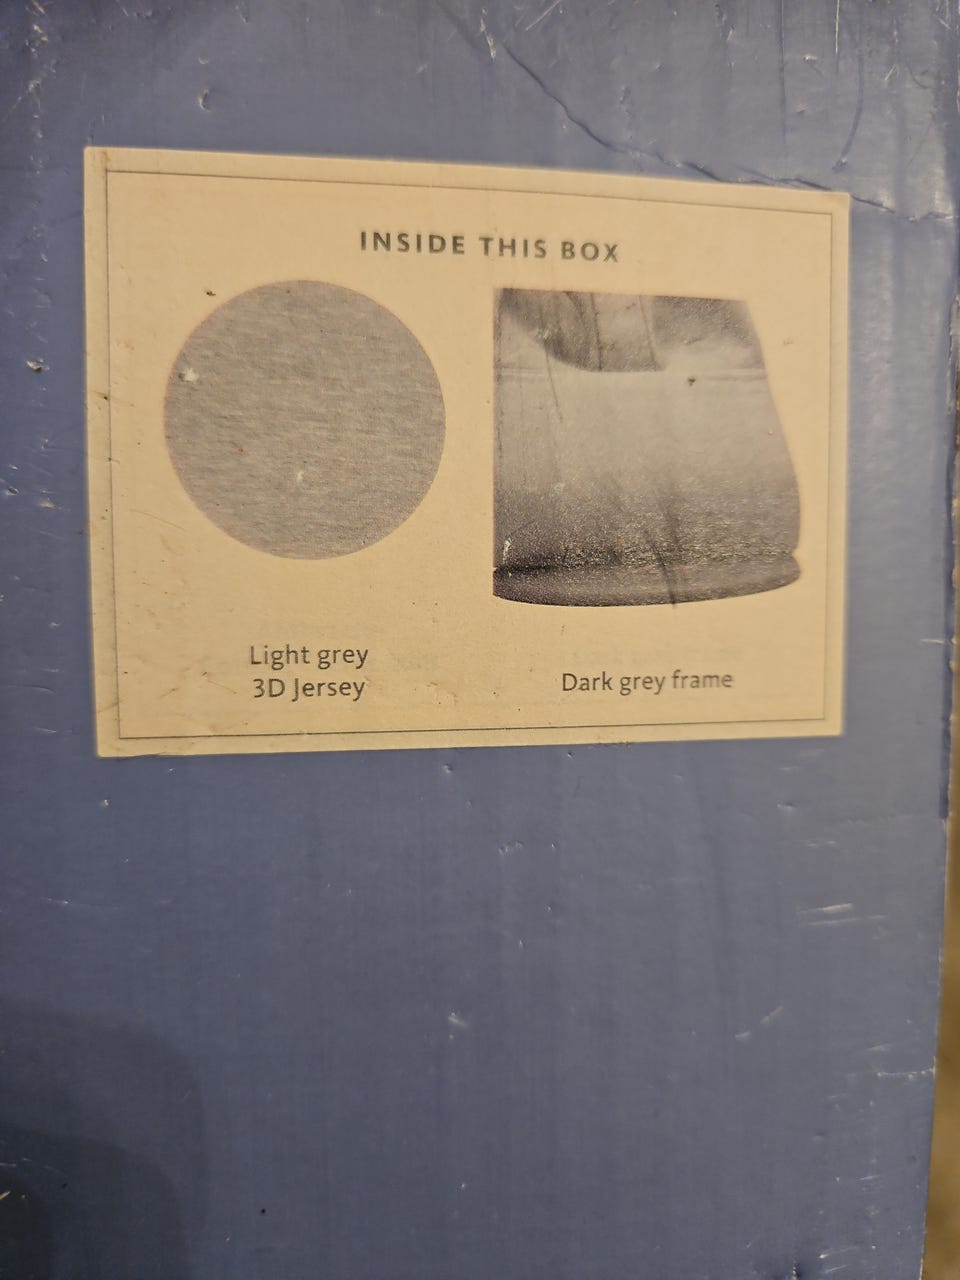 INSIDE THIS BOX
Light grey
3D Jersey
Dark grey frame